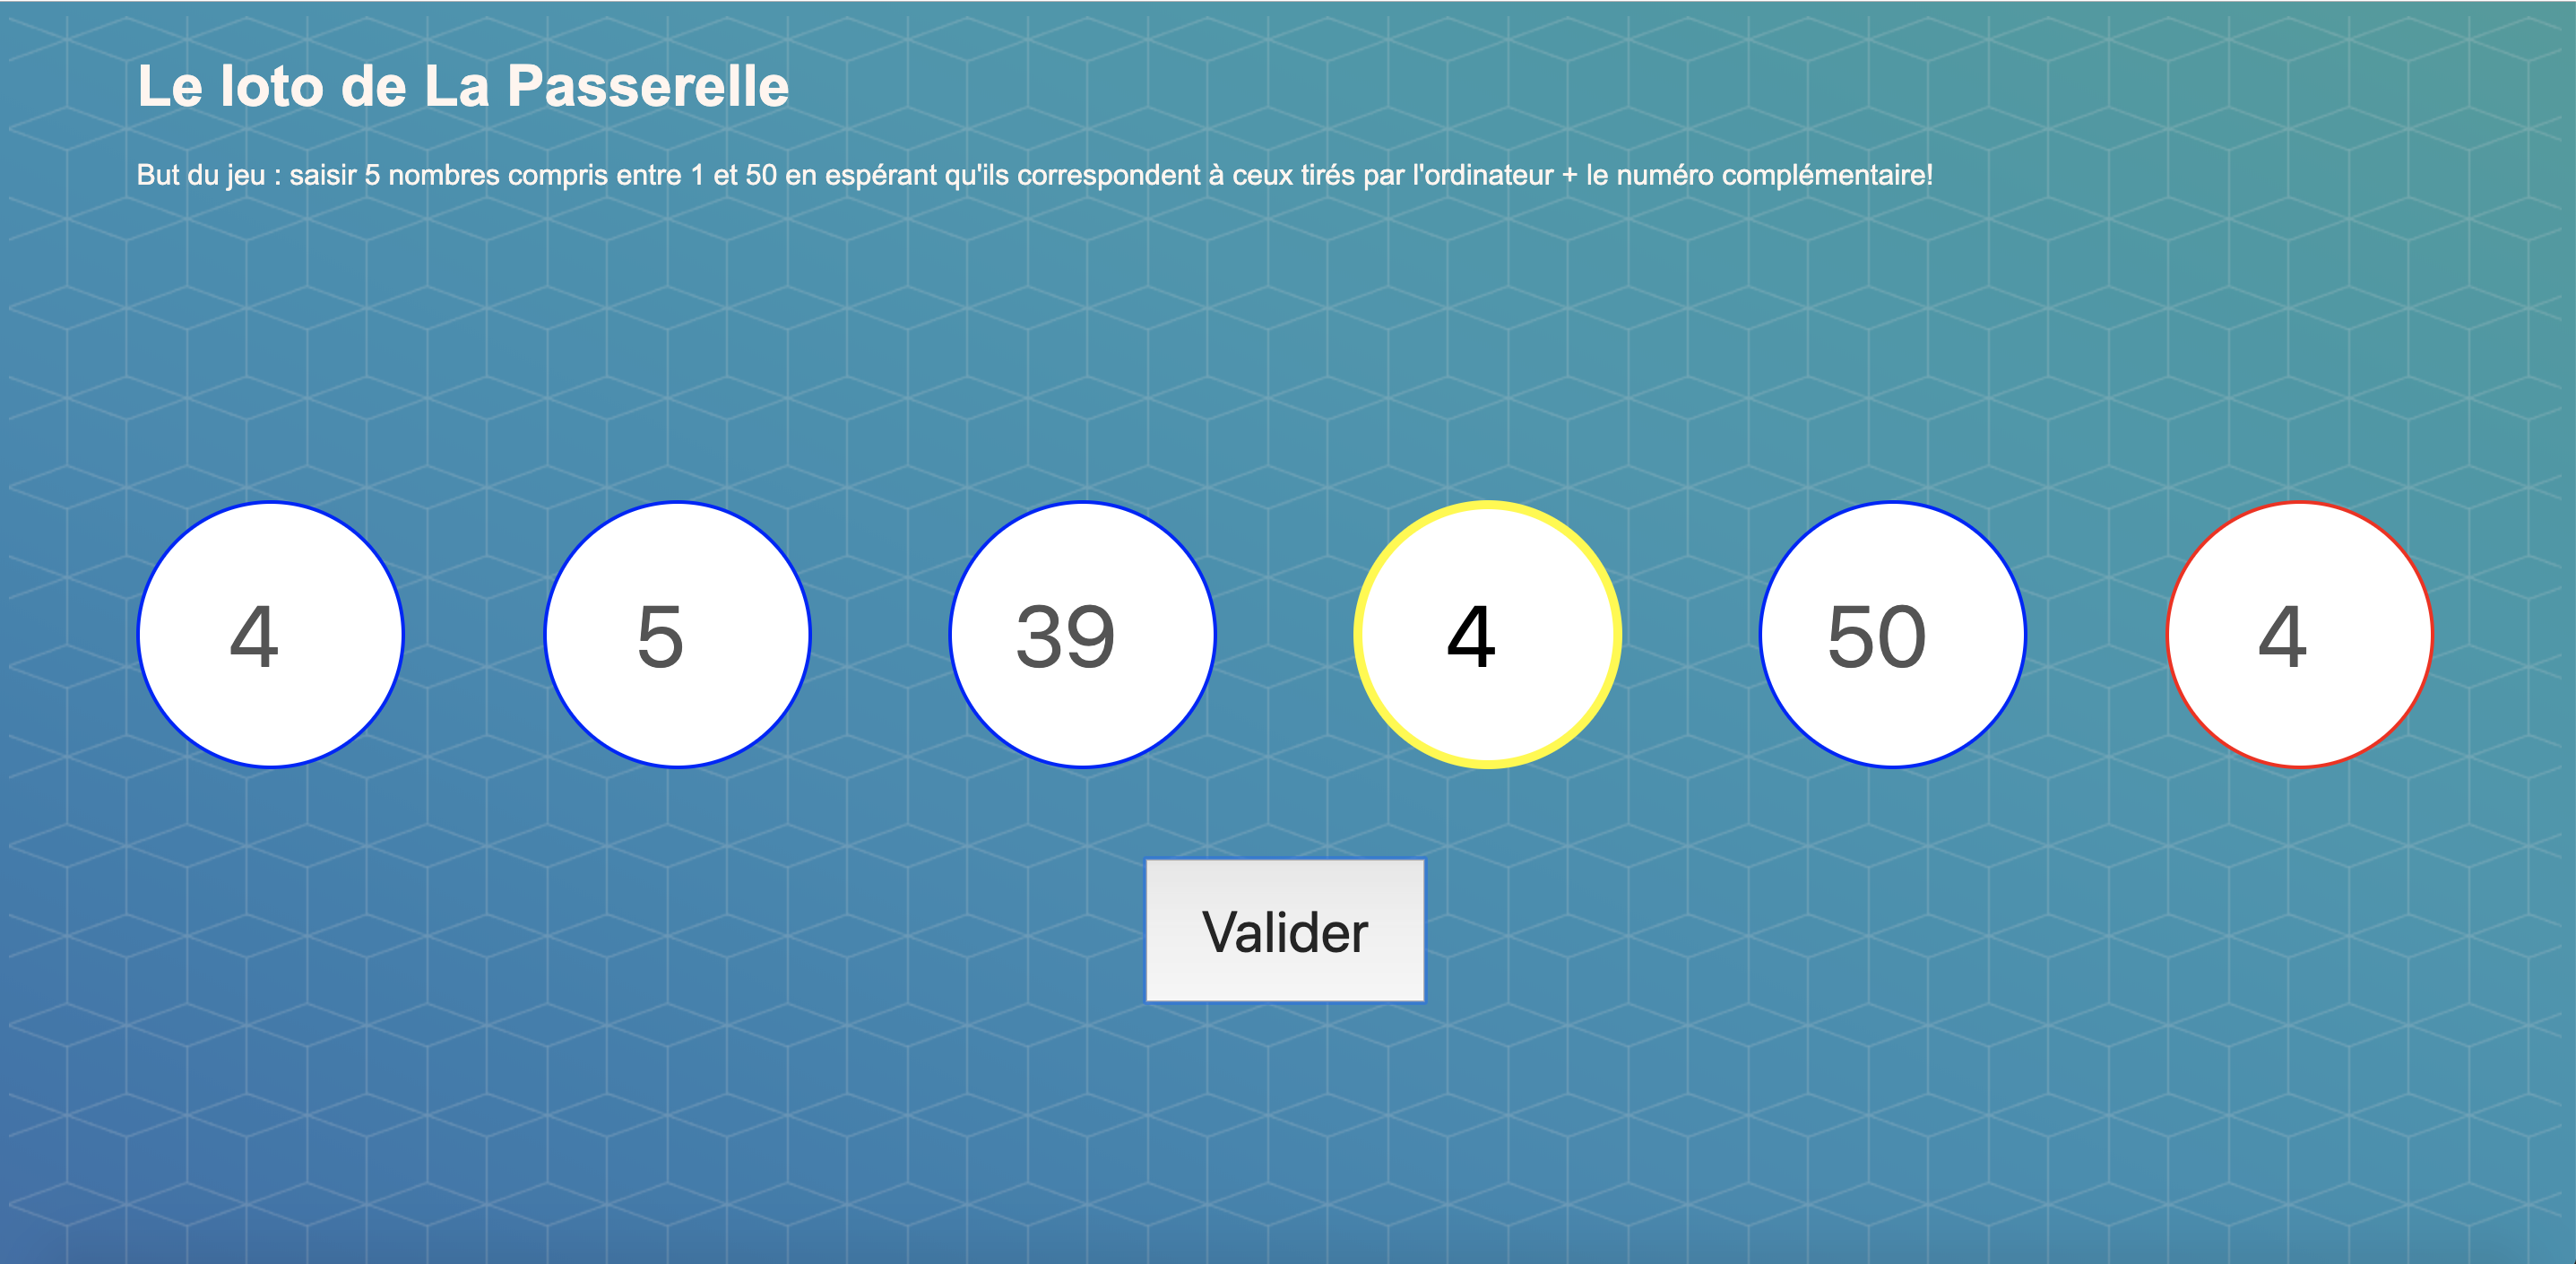 Le loto de La Passerelle
But du jeu : saisir 5 nombres compris entre 1 et 50 en espérant qu'ils correspondent à ceux tirés par l'ordinateur + le numéro complémentaire!
4 5 39 4 50 4
Valider